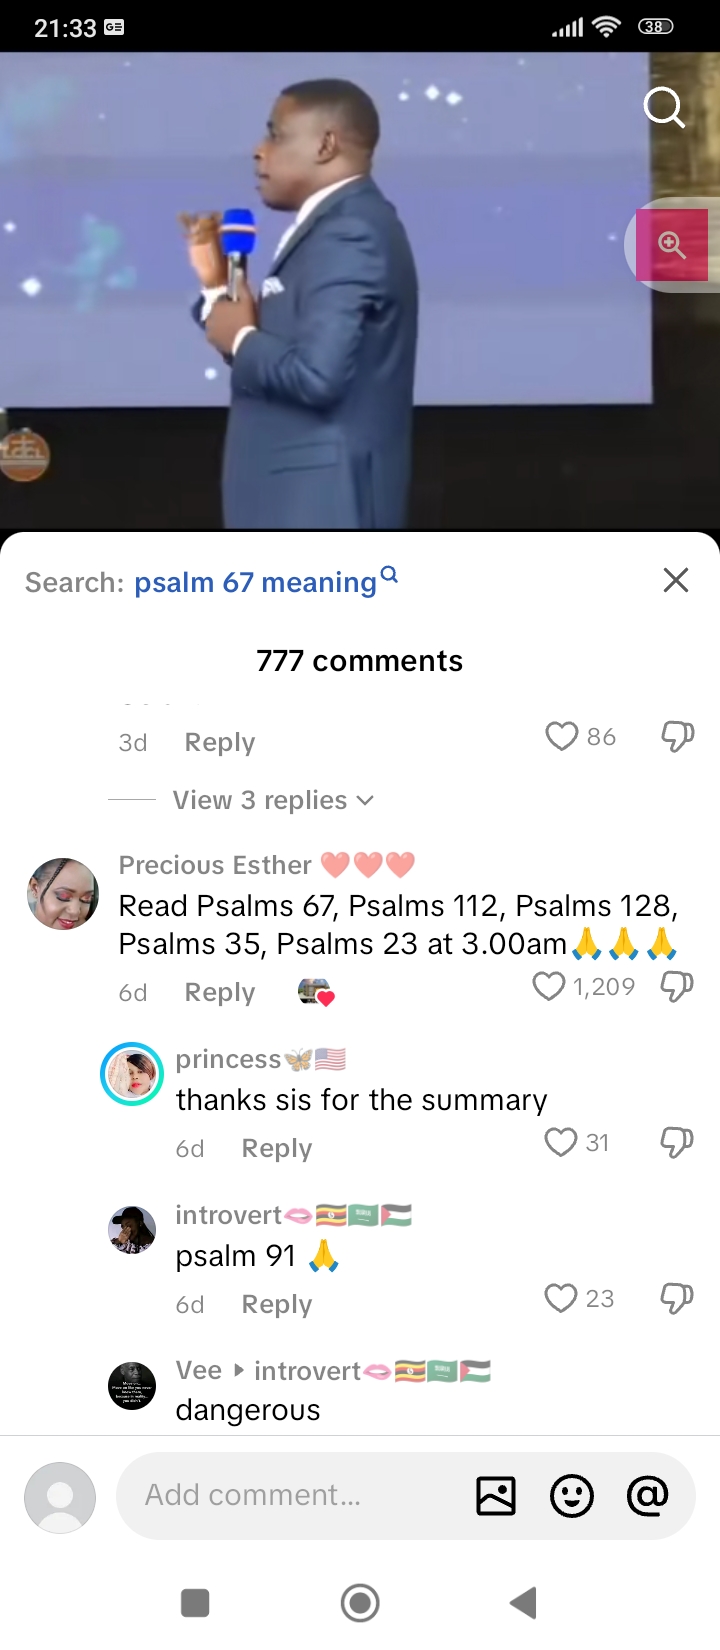 21:33
38
Search: psalm 67 meaning
777 comments
3d Reply 86
View 3 replies
Precious Esther ❤️❤️❤️
Read Psalms 67, Psalms 112, Psalms 128,
Psalms 35, Psalms 23 at 3.00am🙏🙏🙏
6d Reply 1,209
princess🦋🇺🇸
thanks sis for the summary
6d Reply 31
introvert🫦🇺🇬🇸🇦🇵🇸
psalm 91 🙏
6d Reply 23
Vee ▸ introvert🫦🇺🇬🇸🇦🇵🇸
dangerous
Add comment...